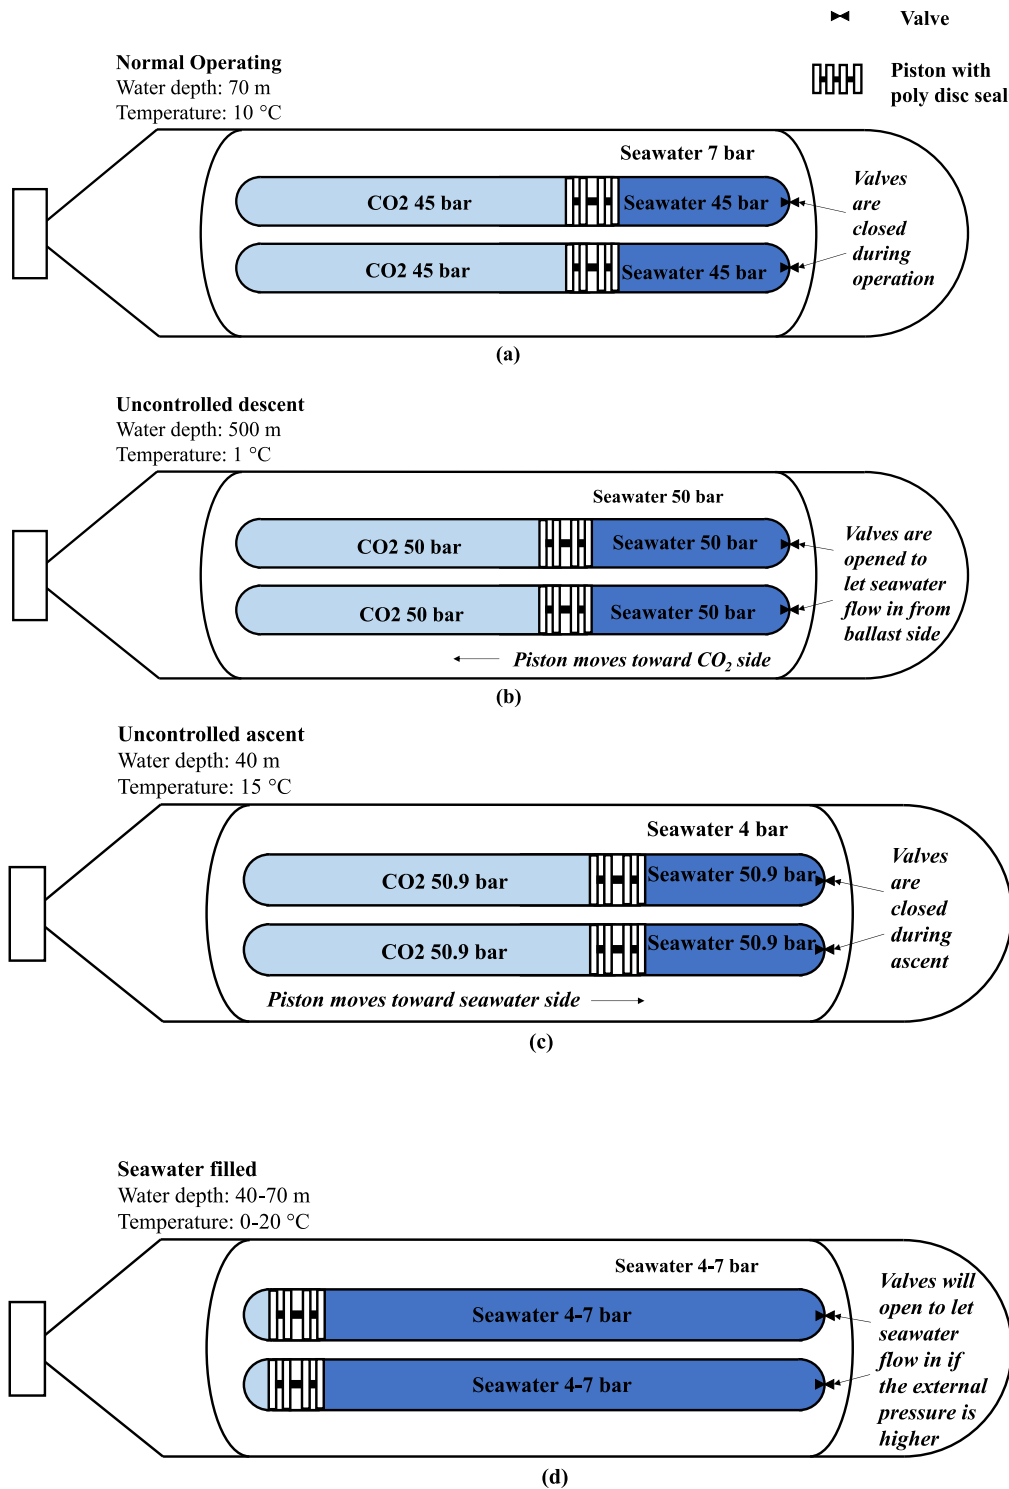 Valve
Piston with
poly disc seal
Normal Operating
Water depth: 70 m
Temperature: 10 °C
Seawater 7 bar
CO2 45 bar
Seawater 45 bar
CO2 45 bar
Seawater 45 bar
Valves
are
closed
during
operation
(a)
Uncontrolled descent
Water depth: 500 m
Temperature: 1 °C
Seawater 50 bar
CO2 50 bar
Seawater 50 bar
CO2 50 bar
Seawater 50 bar
Valves are
opened to
let seawater
flow in from
ballast side
Piston moves toward CO₂ side
(b)
Uncontrolled ascent
Water depth: 40 m
Temperature: 15 °C
Seawater 4 bar
CO2 50.9 bar
Seawater 50.9 bar
CO2 50.9 bar
Seawater 50.9 bar
Valves
are
closed
during
ascent
Piston moves toward seawater side
(c)
Seawater filled
Water depth: 40-70 m
Temperature: 0-20 °C
Seawater 4-7 bar
Seawater 4-7 bar
Seawater 4-7 bar
Valves will
open to let
seawater
flow in if
the external
pressure is
higher
(d)